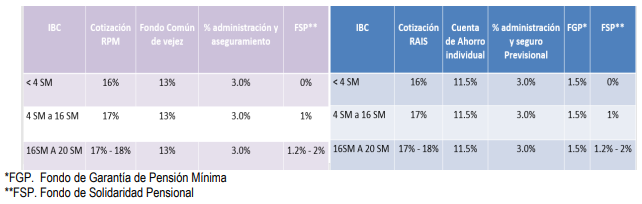 IBC Cotización RPM Fondo Común de vejez % administración y aseguramiento FSP**
< 4 SM 16% 13% 3.0% 0%
4 SM a 16 SM 17% 13% 3.0% 1%
16SM A 20 SM 17% - 18% 13% 3.0% 1.2% - 2%
IBC Cotización RAIS Cuenta de Ahorro individual % administración y seguro Previsional FGP* FSP**
< 4 SM 16% 11.5% 3.0% 1.5% 0%
4 SM a 16 SM 17% 11.5% 3.0% 1.5% 1%
16SM A 20 SM 17% - 18% 11.5% 3.0% 1.5% 1.2% - 2%
*FGP. Fondo de Garantía de Pensión Mínima
**FSP. Fondo de Solidaridad Pensional